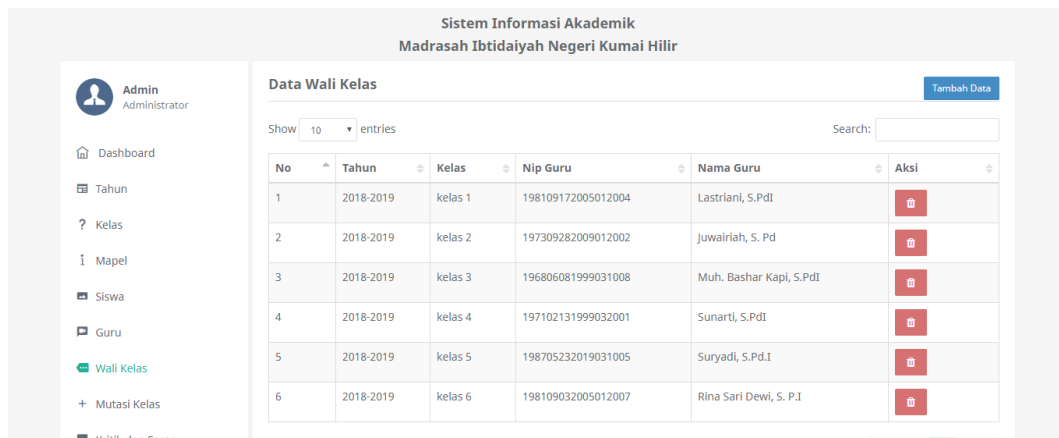 Sistem Informasi Akademik
Madrasah Ibtidaiyah Negeri Kumai Hilir
Admin
Administrator
Dashboard
Tahun
Kelas
Mapel
Siswa
Guru
Wali Kelas
Mutasi Kelas
Data Wali Kelas
Tambah Data
Show 10 entries
Search:
No Tahun Kelas Nip Guru Nama Guru Aksi
1 2018-2019 kelas 1 198109172005012004 Lastriani, S.PdI
2 2018-2019 kelas 2 197309282009012002 Juwairiah, S. Pd
3 2018-2019 kelas 3 196806081999031008 Muh. Bashar Kapi, S.PdI
4 2018-2019 kelas 4 197102131999032001 Sunarti, S.PdI
5 2018-2019 kelas 5 198705232019031005 Suryadi, S.Pd.I
6 2018-2019 kelas 6 198109032005012007 Rina Sari Dewi, S. P.I